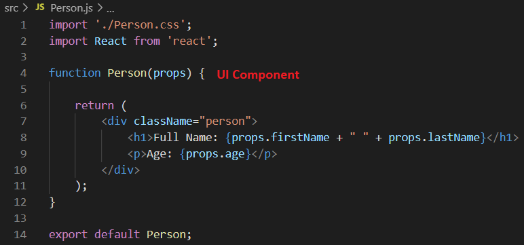 src > JS Person.js > ...
1 import './Person.css';
2 import React from 'react';
3
4 function Person(props) { UI Component
5
6 return (
7 <div className="person">
8 <h1>Full Name: {props.firstName + " " + props.lastName}</h1>
9 <p>Age: {props.age}</p>
10 </div>
11 );
12 }
13
14 export default Person;